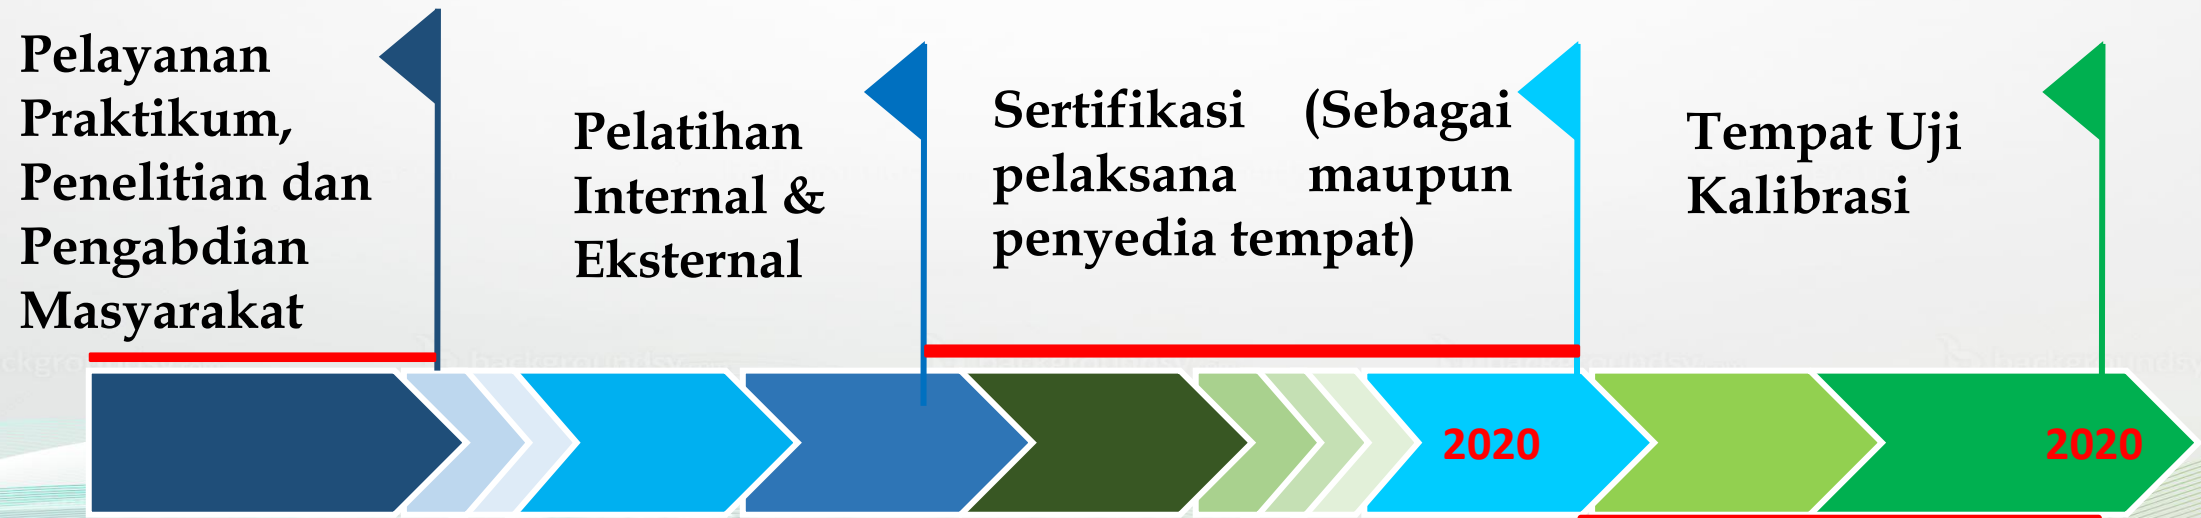 Pelayanan
Praktikum,
Penelitian dan
Pengabdian
Masyarakat
Pelatihan
Internal &
Eksternal
Sertifikasi (Sebagai
pelaksana maupun
penyedia tempat)
Tempat Uji
Kalibrasi
2020
2020